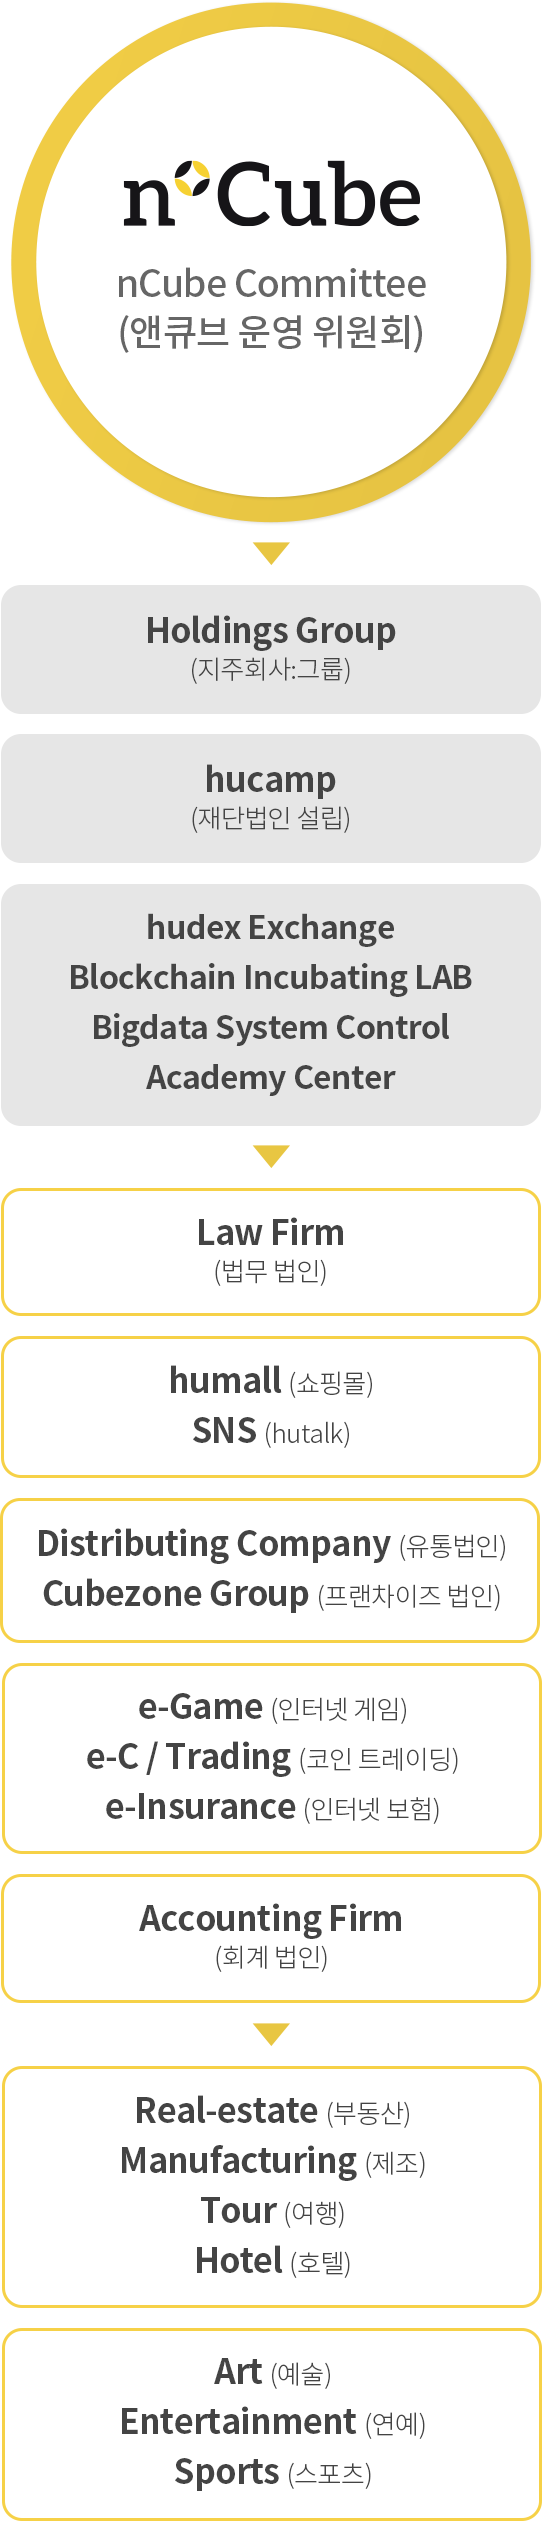 nCube
nCube Committee
(앤큐브 운영 위원회)
Holdings Group
(지주회사:그룹)
hucamp
(재단법인 설립)
hudex Exchange
Blockchain Incubating LAB
Bigdata System Control
Academy Center
Law Firm
(법무 법인)
humall (쇼핑몰)
SNS (hutalk)
Distributing Company (유통법인)
Cubezone Group (프랜차이즈 법인)
e-Game (인터넷 게임)
e-C / Trading (코인 트레이딩)
e-Insurance (인터넷 보험)
Accounting Firm
(회계 법인)
Real-estate (부동산)
Manufacturing (제조)
Tour (여행)
Hotel (호텔)
Art (예술)
Entertainment (연예)
Sports (스포츠)